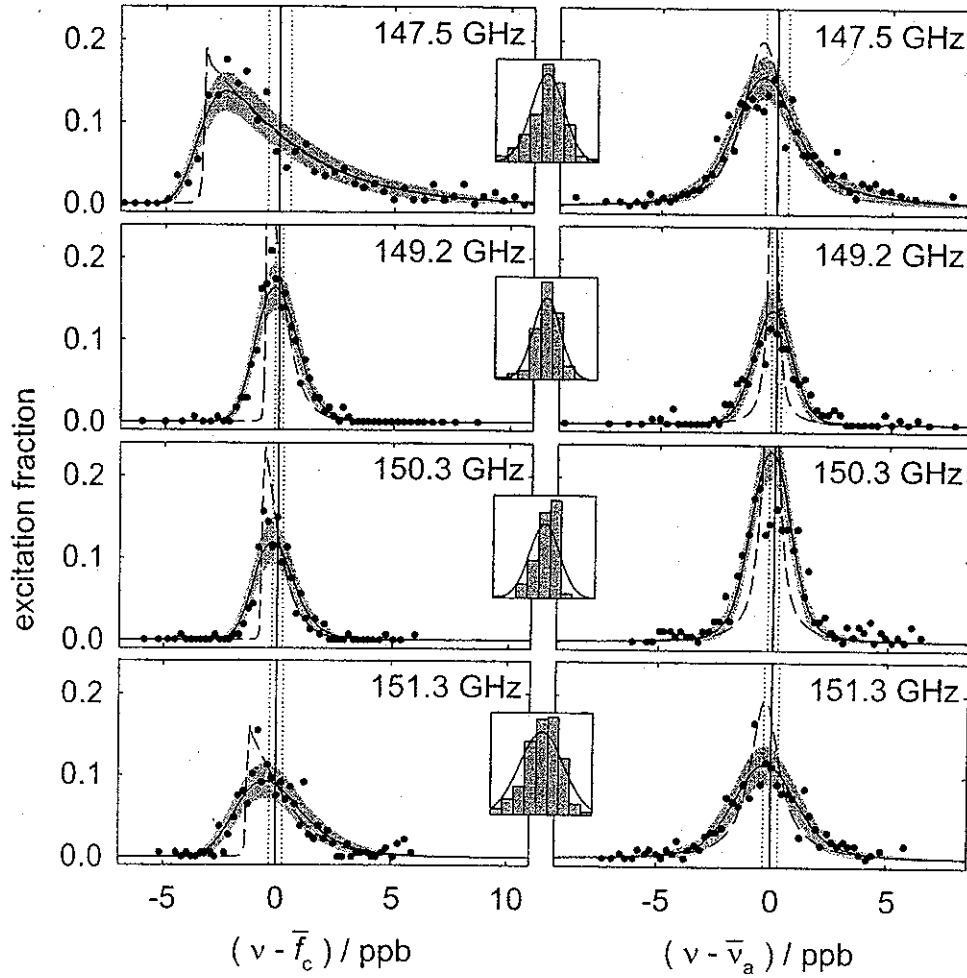 0.2
0.1
0.0
147.5 GHz
147.5 GHz
0.2
0.1
0.0
149.2 GHz
149.2 GHz
0.2
0.1
0.0
150.3 GHz
150.3 GHz
0.2
0.1
0.0
151.3 GHz
151.3 GHz
excitation fraction
-5 0 5 10
-5 0 5
( ν - f̅c ) / ppb
( ν - ν̅a ) / ppb